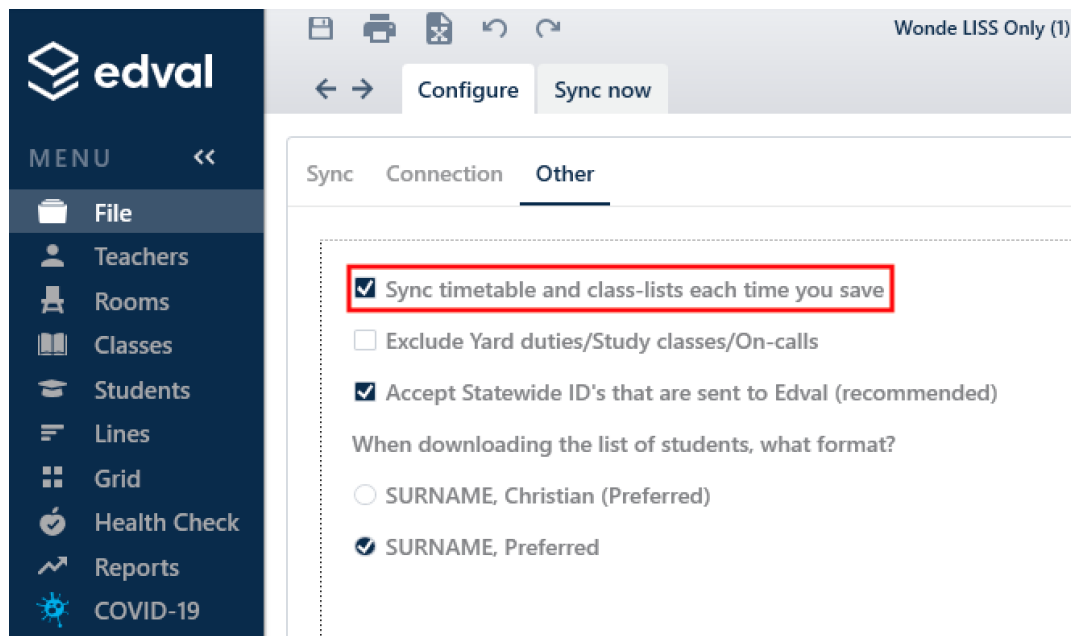 Wonde LISS Only (1)
edval
Configure
Sync now
MENU
Sync
Connection
Other
File
Teachers
Rooms
Classes
Students
Lines
Grid
Health Check
Reports
COVID-19
Sync timetable and class-lists each time you save
Exclude Yard duties/Study classes/On-calls
Accept Statewide ID's that are sent to Edval (recommended)
When downloading the list of students, what format?
SURNAME, Christian (Preferred)
SURNAME, Preferred